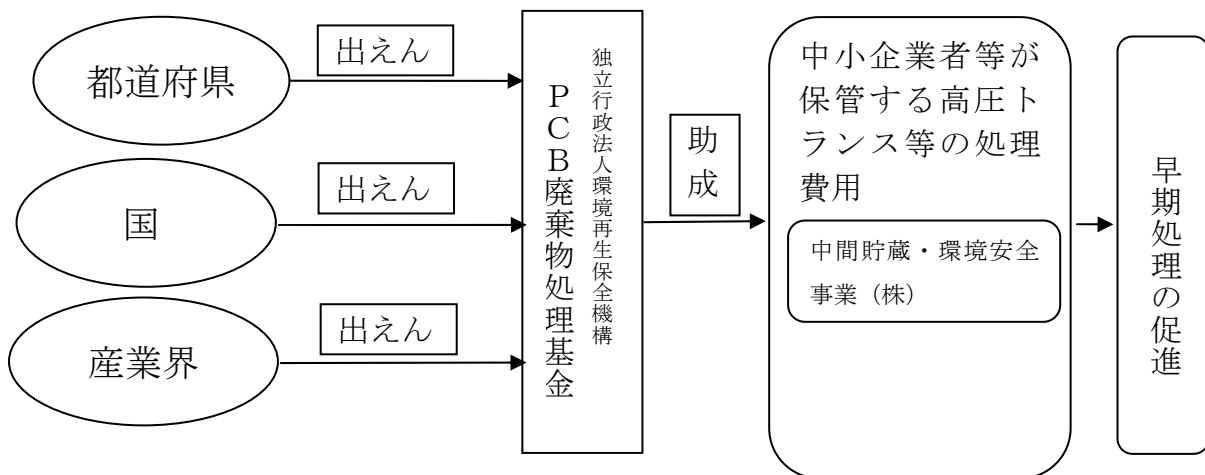 都道府県
出えん
国
出えん
産業界
出えん
独立行政法人環境再生保全機構
ＰＣＢ廃棄物処理基金
助
成
中小企業者等が
保管する高圧ト
ランス等の処理
費用
中間貯蔵・環境安全
事業（株）
早期処理の促進